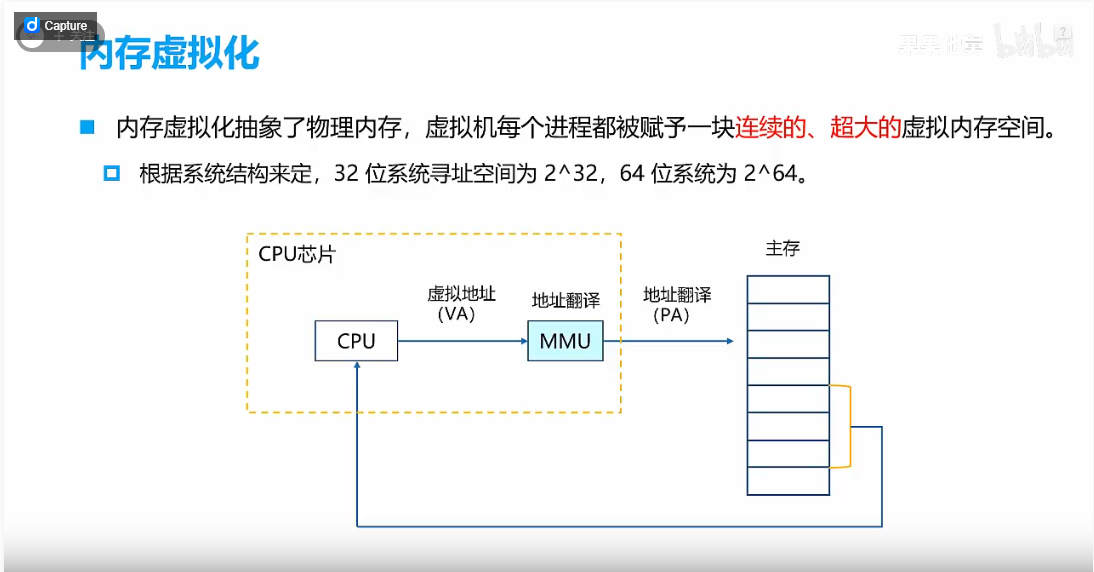 Capture
+ 关注
内存虚拟化
bilibili
内存虚拟化抽象了物理内存，虚拟机每个进程都被赋予一块连续的、超大的虚拟内存空间。
根据系统结构来定，32 位系统寻址空间为 2^32，64 位系统为 2^64。
CPU芯片
主存
虚拟地址
（VA）
地址翻译
地址翻译
（PA）
CPU
MMU